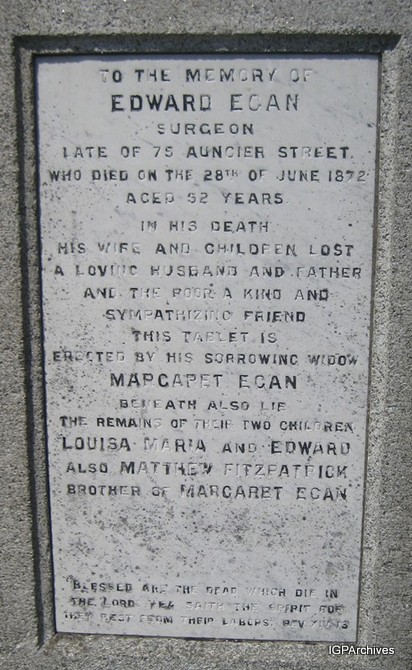 TO THE MEMORY OF
EDWARD EGAN
SURGEON
LATE OF 75 AUNGIER STREET
WHO DIED ON THE 28TH OF JUNE 1872
AGED 52 YEARS
IN HIS DEATH
HIS WIFE AND CHILDREN LOST
A LOVING HUSBAND AND FATHER
AND THE POOR A KIND AND
SYMPATHIZING FRIEND
THIS TABLET IS
ERECTED BY HIS SORROWING WIDOW
MARGARET EGAN
BENEATH ALSO LIE
THE REMAINS OF THEIR TWO CHILDREN
LOUISA MARIA AND EDWARD
ALSO MATTHEW FITZPATRICK
BROTHER OF MARGARET EGAN
BLESSED ARE THE DEAD WHICH DIE IN
THE LORD YEA SAITH THE SPIRIT FOR
THEY REST FROM THEIR LABORS. REV
IGPArchives